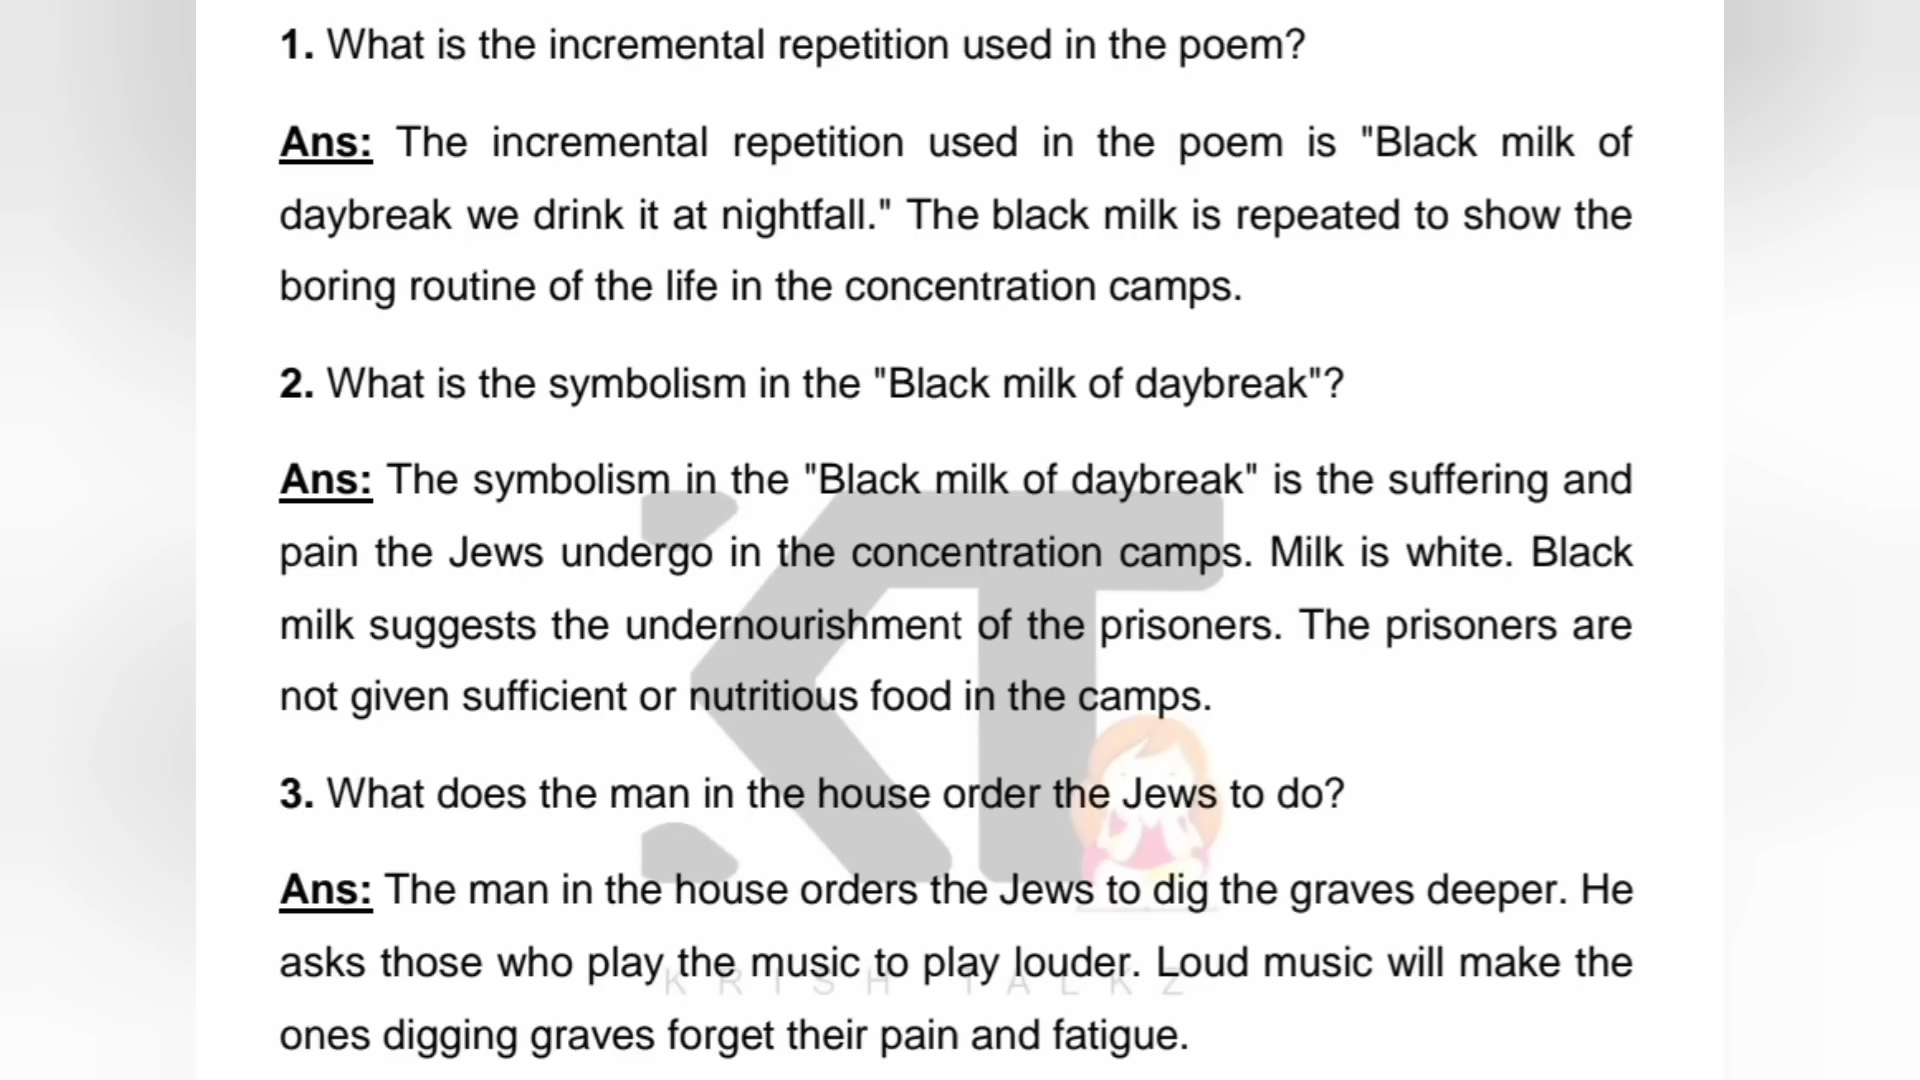 1. What is the incremental repetition used in the poem?
Ans: The incremental repetition used in the poem is "Black milk of
daybreak we drink it at nightfall." The black milk is repeated to show the
boring routine of the life in the concentration camps.
2. What is the symbolism in the "Black milk of daybreak"?
Ans: The symbolism in the "Black milk of daybreak" is the suffering and
pain the Jews undergo in the concentration camps. Milk is white. Black
milk suggests the undernourishment of the prisoners. The prisoners are
not given sufficient or nutritious food in the camps.
3. What does the man in the house order the Jews to do?
Ans: The man in the house orders the Jews to dig the graves deeper. He
asks those who play the music to play louder. Loud music will make the
KRISH TALKZ
ones digging graves forget their pain and fatigue.
KT